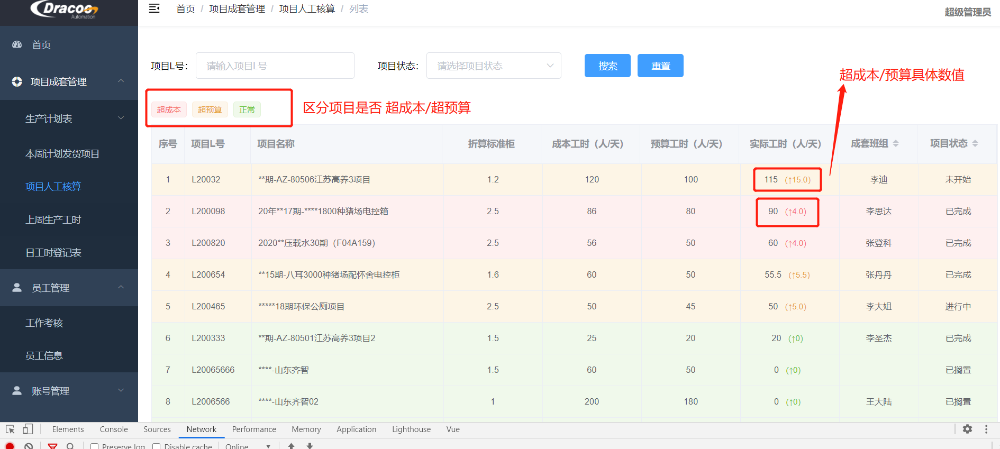 Dracoo
Automation
首页 / 项目成套管理 / 项目人工核算 / 列表
超级管理员
首页
项目成套管理
生产计划表
本周计划发货项目
项目人工核算
上周生产工时
日工时登记表
员工管理
工作考核
员工信息
账号管理
项目L号: 请输入项目L号 项目状态: 请选择项目状态 搜索 重置
超成本/预算具体数值
超成本 超预算 正常 区分项目是否 超成本/超预算
序号 项目L号 项目名称 折算标准柜 成本工时（人/天） 预算工时（人/天） 实际工时（人/天） 成套班组 项目状态
1 L20032 **期-AZ-80506江苏高养3项目 1.2 120 100 115 (↑15.0) 李迪 未开始
2 L200098 20年**17期-****1800种猪场电控箱 2.5 86 80 90 (↑4.0) 李思达 已完成
3 L200820 2020**压载水30期（F04A159） 2.5 56 50 60 (↑4.0) 张登科 已完成
4 L200654 **15期-八耳3000种猪场配怀舍电控柜 1.6 60 50 55.5 (↑5.5) 张丹丹 已完成
5 L200465 *****18期环保公厕项目 2.5 50 45 50 (↑5.0) 李大姐 进行中
6 L200333 **期-AZ-80501江苏高养3项目2 1.5 25 20 20 (↑0) 李圣杰 已完成
7 L20065666 ****-山东齐智 1.5 60 50 0 (↑0) 已搁置
8 L2006566 ****-山东齐智02 1 200 180 0 (↑0) 王大陆 已搁置
Elements Console Sources Network Performance Memory Application Lighthouse Vue
Preserve log Disable cache Online